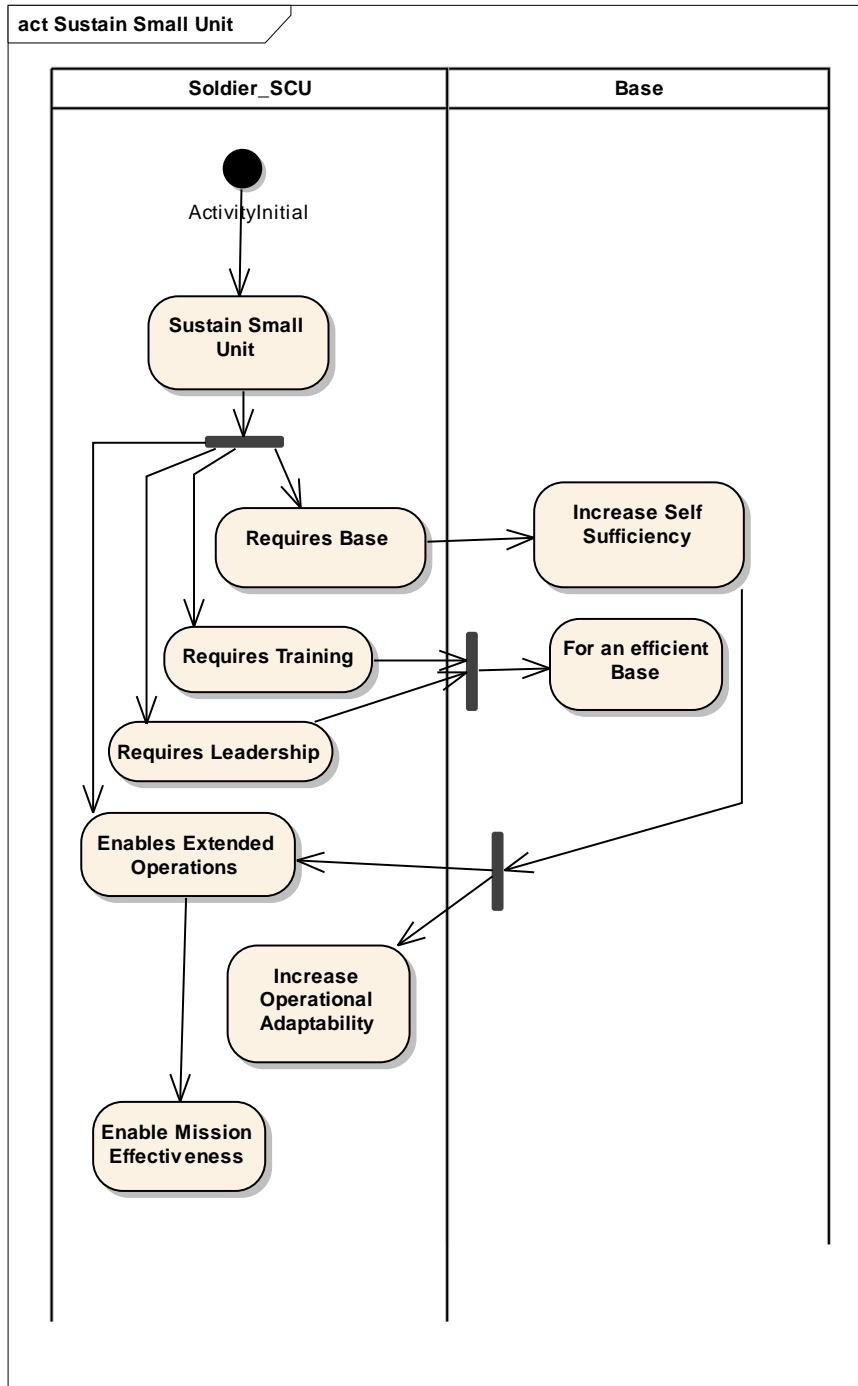 act Sustain Small Unit
Soldier_SCU
Base
ActivityInitial
Sustain Small
Unit
Requires Base
Increase Self
Sufficiency
Requires Training
For an efficient
Base
Requires Leadership
Enables Extended
Operations
Increase
Operational
Adaptability
Enable Mission
Effectiveness